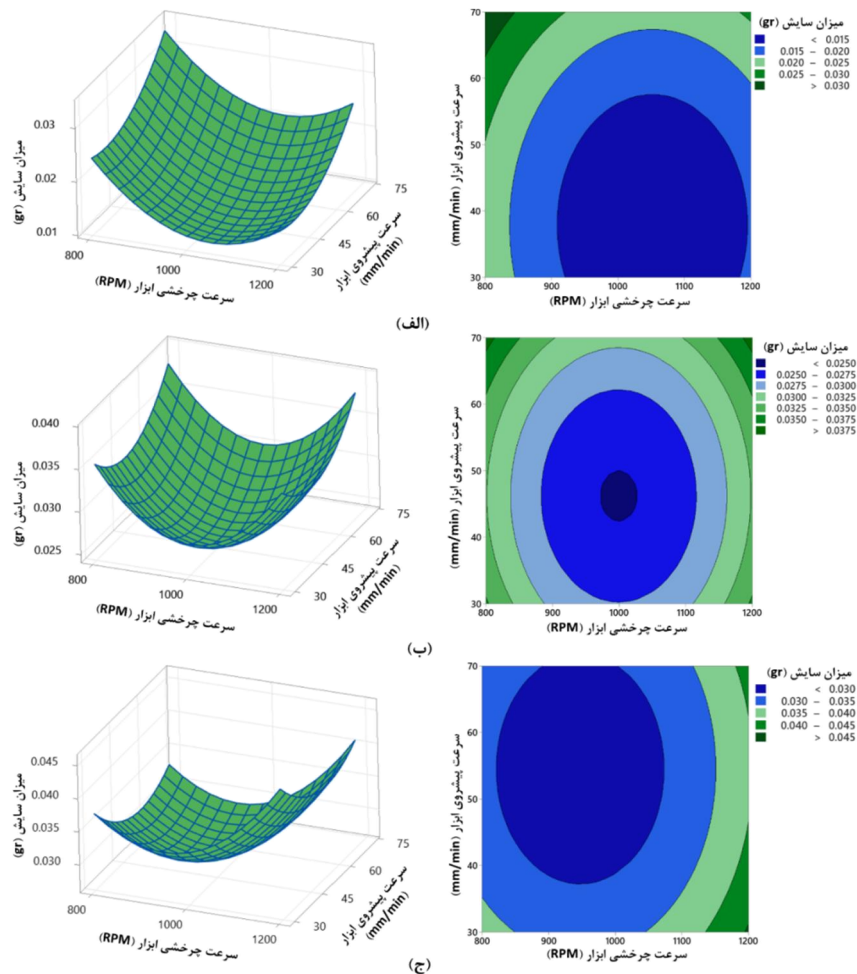 میزان سایش (gr)
0.03
0.02
0.01
800
1000
1200
سرعت چرخشی ابزار (RPM)
30
45
60
75
سرعت پیشروی ابزار
(mm/min)
سرعت پیشروی ابزار (mm/min)
70
60
50
40
30
800
900
1000
1100
1200
سرعت چرخشی ابزار (RPM)
میزان سایش (gr)
< 0.015
0.015 – 0.020
0.020 – 0.025
0.025 – 0.030
> 0.030
(الف)
میزان سایش (gr)
0.040
0.035
0.030
0.025
800
1000
1200
سرعت چرخشی ابزار (RPM)
30
45
60
75
سرعت پیشروی ابزار
(mm/min)
سرعت پیشروی ابزار (mm/min)
70
60
50
40
30
800
900
1000
1100
1200
سرعت چرخشی ابزار (RPM)
میزان سایش (gr)
< 0.0250
0.0250 – 0.0275
0.0275 – 0.0300
0.0300 – 0.0325
0.0325 – 0.0350
0.0350 – 0.0375
> 0.0375
(ب)
میزان سایش (gr)
0.045
0.040
0.035
0.030
800
1000
1200
سرعت چرخشی ابزار (RPM)
30
45
60
75
سرعت پیشروی ابزار
(mm/min)
سرعت پیشروی ابزار (mm/min)
70
60
50
40
30
800
900
1000
1100
1200
سرعت چرخشی ابزار (RPM)
میزان سایش (gr)
< 0.030
0.030 – 0.035
0.035 – 0.040
0.040 – 0.045
> 0.045
(ج)